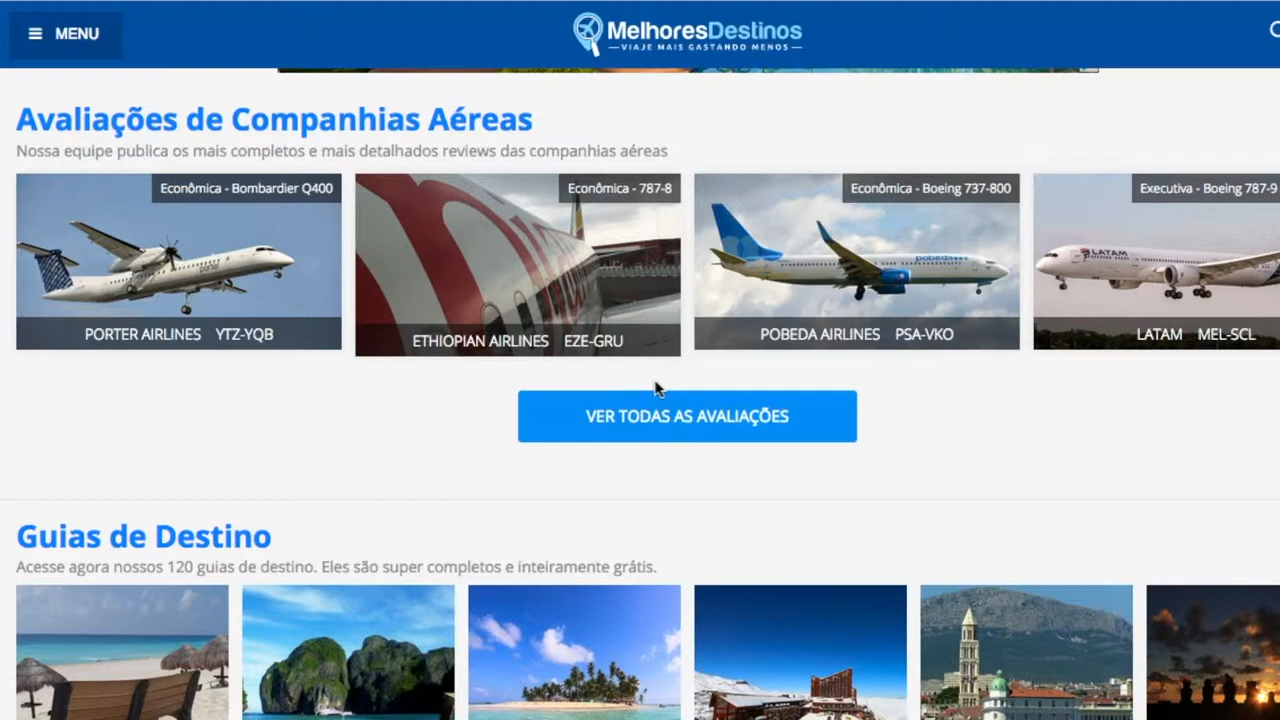 MENU
MelhoresDestinos
VIAJE MAIS GASTANDO MENOS
Avaliações de Companhias Aéreas
Nossa equipe publica os mais completos e mais detalhados reviews das companhias aéreas
Econômica - Bombardier Q400
Econômica - 787-8
Econômica - Boeing 737-800
Executiva - Boeing 787-9
porter
pobeda
LATAM
PORTER AIRLINES YTZ-YQB
ETHIOPIAN AIRLINES EZE-GRU
POBEDA AIRLINES PSA-VKO
LATAM MEL-SCL
VER TODAS AS AVALIAÇÕES
Guias de Destino
Acesse agora nossos 120 guias de destino. Eles são super completos e inteiramente grátis.